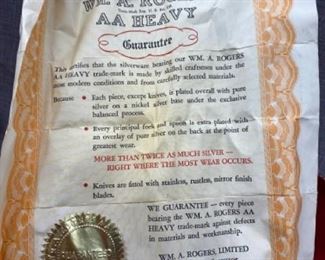 WM. A. ROGERS
AA HEAVY
Guarantee
This certifies that the silverware bearing our WM. A. ROGERS
AA HEAVY trade-mark is made by skilled craftsmen under the
most modern conditions and from carefully selected materials.
Because: • Each piece, except knives, is plated overall with pure
silver on a nickel silver base under the exclusive
balanced process.
• Every principal fork and spoon is extra plated with
an overlay of pure silver on the back at the point of
greatest wear.
MORE THAN TWICE AS MUCH SILVER —
RIGHT WHERE THE MOST WEAR OCCURS.
• Knives are fitted with stainless, rustless, mirror finish
blades.
WE GUARANTEE — every piece
bearing the WM. A. ROGERS AA
HEAVY trade-mark against defects
in materials and workmanship.
WM. A. ROGERS, LIMITED
GUARANTEED